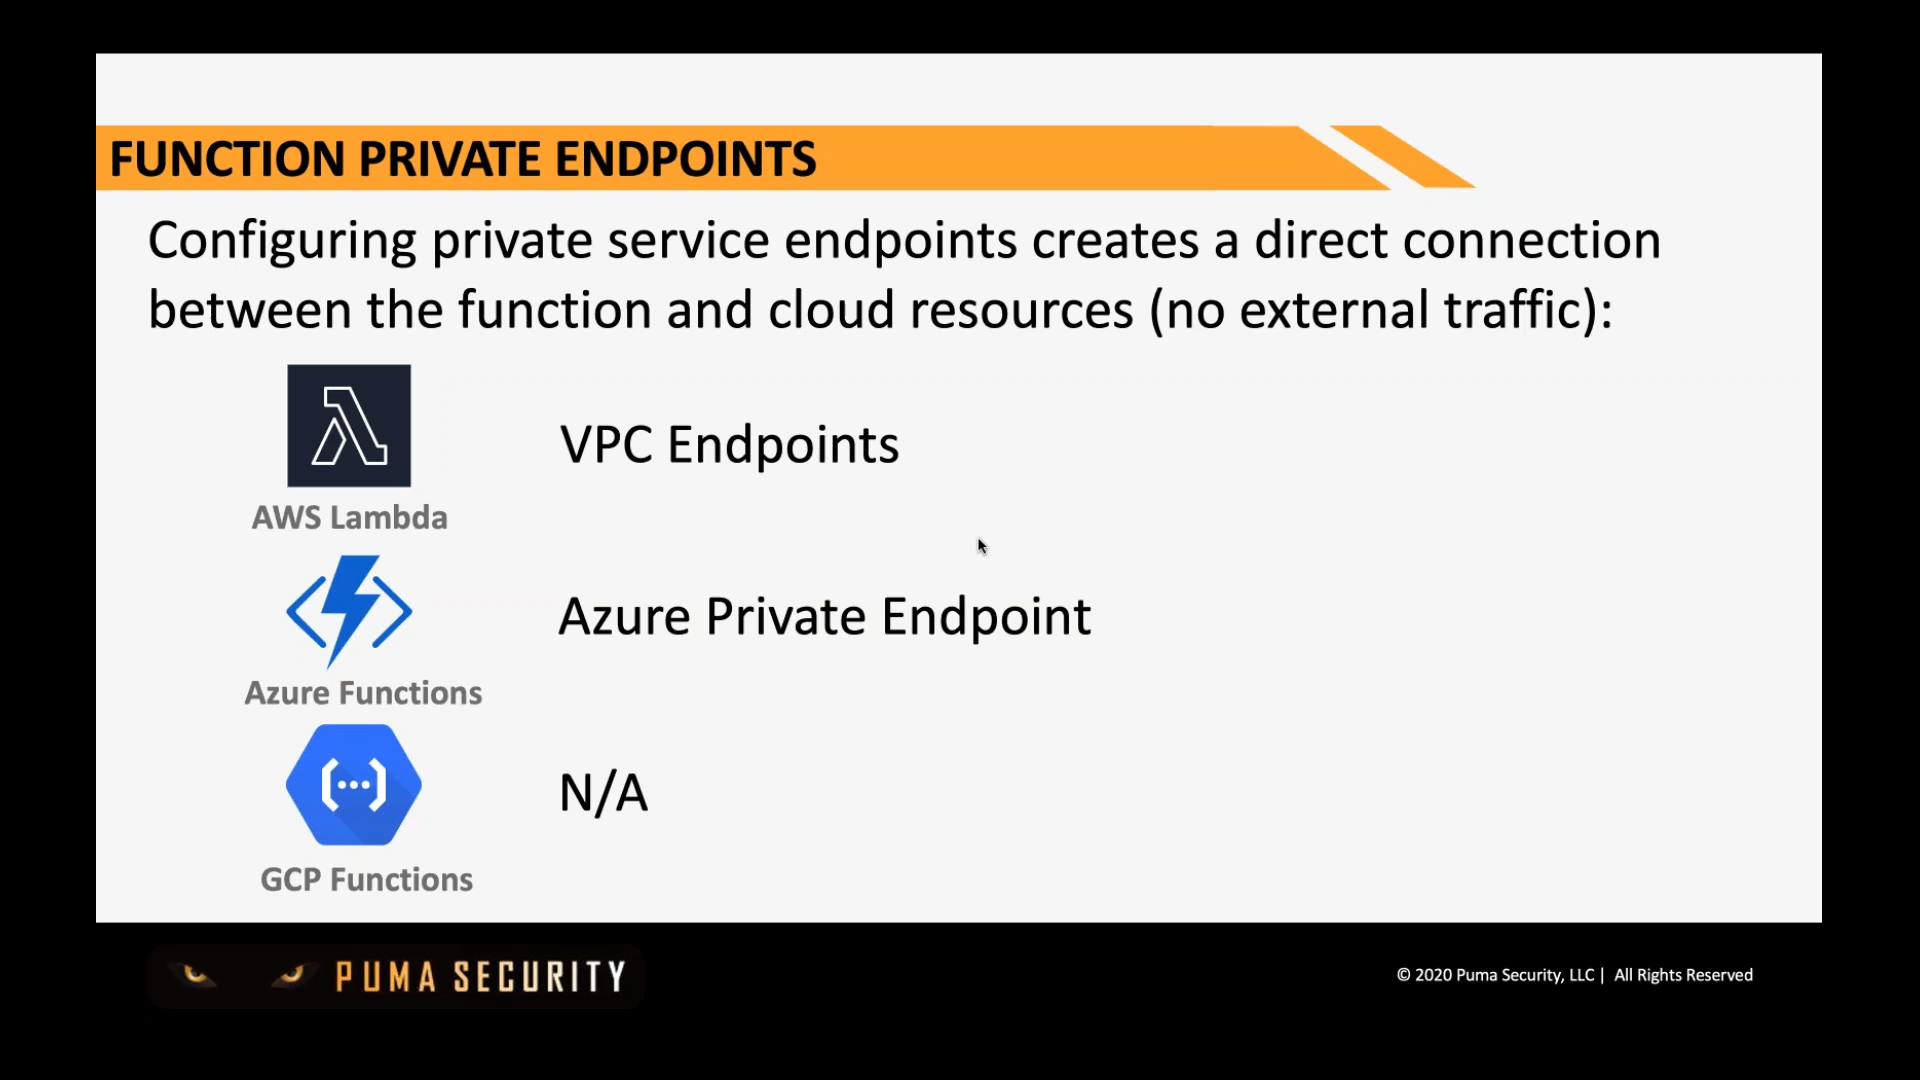 FUNCTION PRIVATE ENDPOINTS
Configuring private service endpoints creates a direct connection
between the function and cloud resources (no external traffic):
VPC Endpoints
AWS Lambda
Azure Private Endpoint
Azure Functions
N/A
GCP Functions
PUMA SECURITY
© 2020 Puma Security, LLC | All Rights Reserved